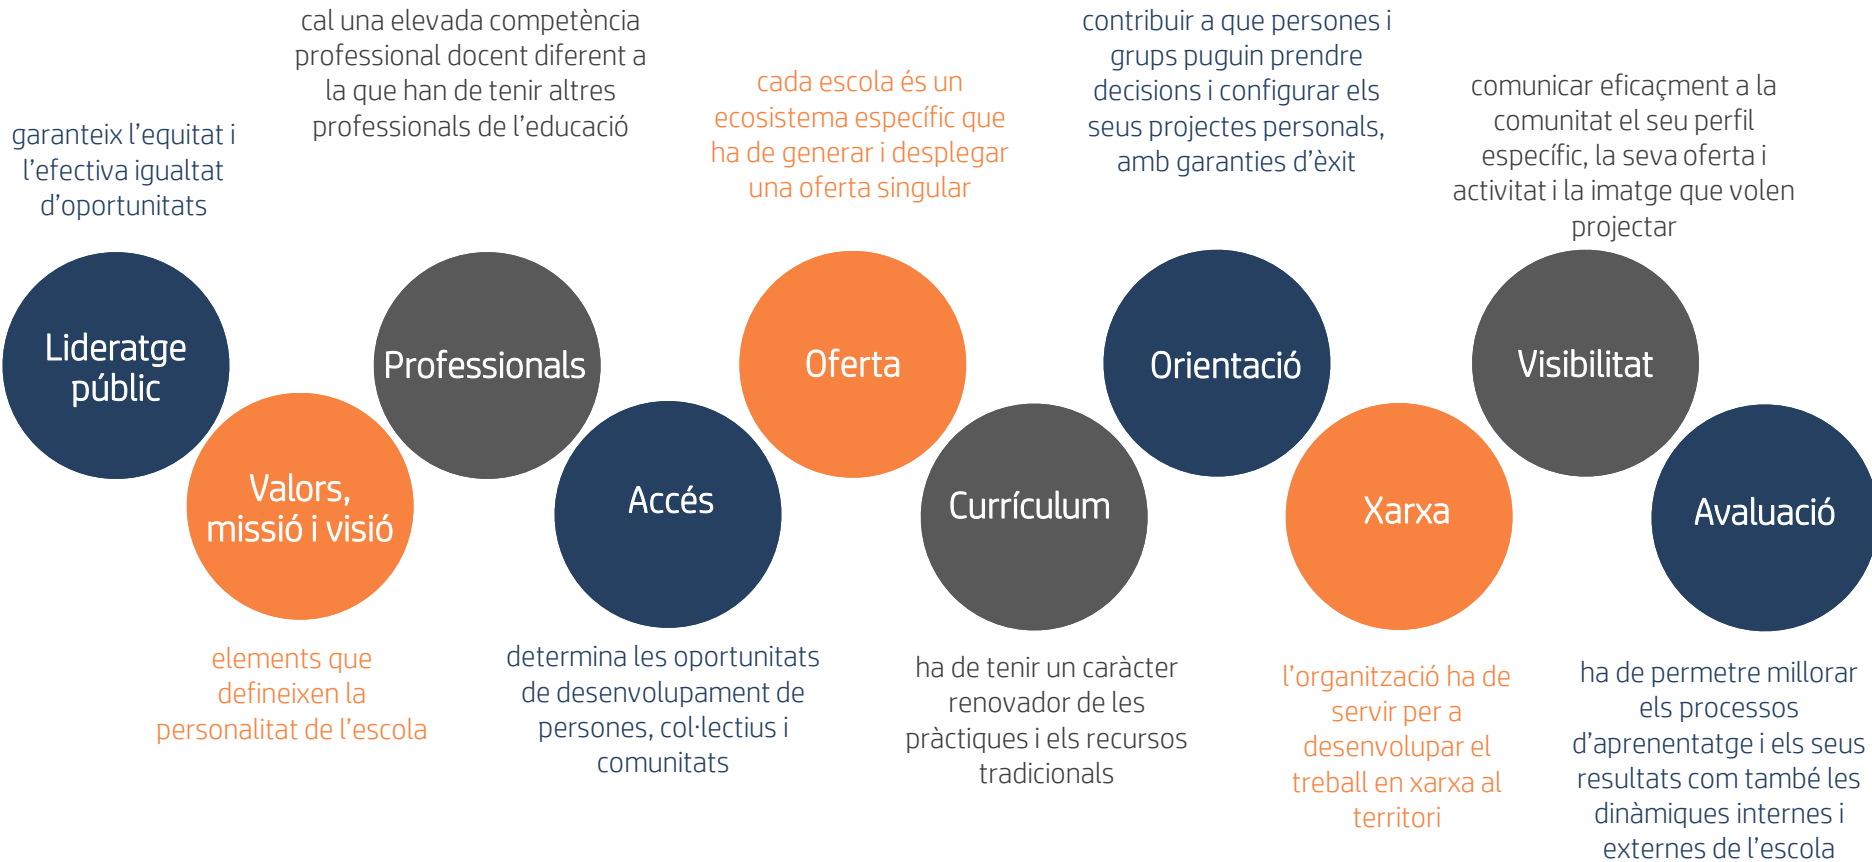 garanteix l'equitat i
l'efectiva igualtat
d'oportunitats
Lideratge
públic
Valors,
missió i visió
elements que
defineixen la
personalitat de l'escola
cal una elevada competència
professional docent diferent a
la que han de tenir altres
professionals de l'educació
Professionals
Accés
determina les oportunitats
de desenvolupament de
persones, col·lectius i
comunitats
cada escola és un
ecosistema específic que
ha de generar i desplegar
una oferta singular
Oferta
Currículum
ha de tenir un caràcter
renovador de les
pràctiques i els recursos
tradicionals
contribuir a que persones i
grups puguin prendre
decisions i configurar els
seus projectes personals,
amb garanties d'èxit
Orientació
Xarxa
l'organització ha de
servir per a
desenvolupar el
treball en xarxa al
territori
comunicar eficaçment a la
comunitat el seu perfil
específic, la seva oferta i
activitat i la imatge que volen
projectar
Visibilitat
Avaluació
ha de permetre millorar
els processos
d'aprenentatge i els seus
resultats com també les
dinàmiques internes i
externes de l'escola